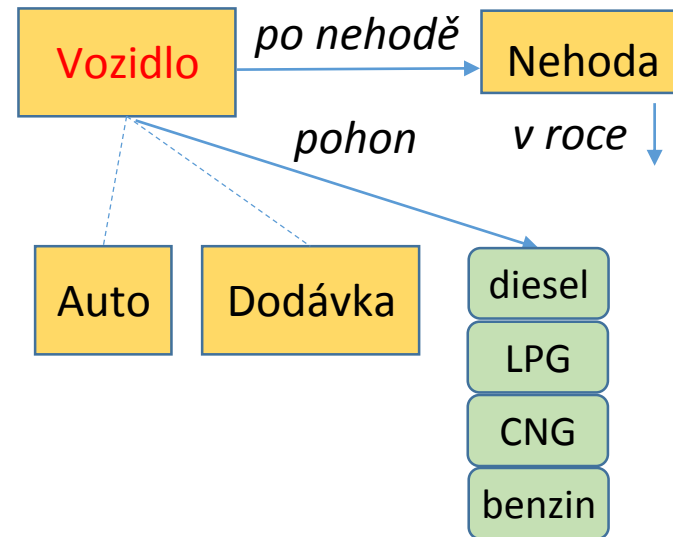 Vozidlo
po nehodě
Nehoda
pohon
v roce
Auto
Dodávka
diesel
LPG
CNG
benzin